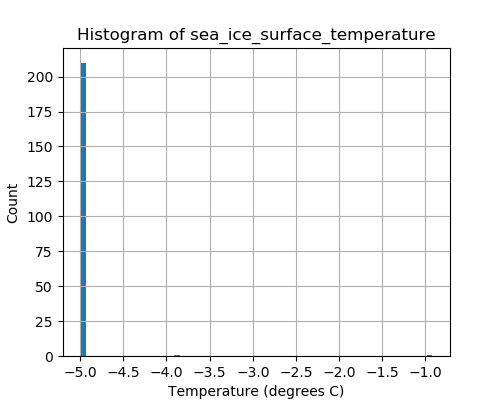 Histogram of sea_ice_surface_temperature
200
175
150
125
100
75
50
25
0
Count
−5.0 −4.5 −4.0 −3.5 −3.0 −2.5 −2.0 −1.5 −1.0
Temperature (degrees C)